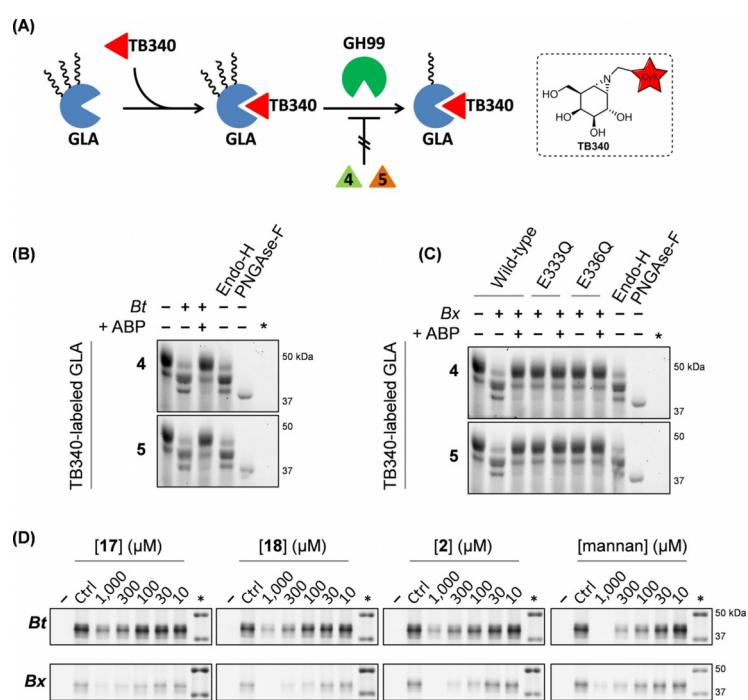 (A)
TB340
GH99
TB340
TB340
GLA
GLA
GLA
4 5
Cy5
N
HO
HO
OH
OH
TB340
(B)
Endo-H
PNGAse-F
Bt – + + – –
+ ABP – – + – – *
TB340-labeled GLA
4
50 kDa
37
5
50
37
(C)
Wild-type
E333Q
E336Q
Endo-H
PNGAse-F
Bx – + + + + + + – –
+ ABP – – + – + – + – – *
TB340-labeled GLA
4
50 kDa
37
5
50
37
(D)
[17] (µM) [18] (µM) [2] (µM) [mannan] (µM)
– Ctrl 1,000 300 100 30 10 * – Ctrl 1,000 300 100 30 10 * – Ctrl 1,000 300 100 30 10 * – Ctrl 1,000 300 100 30 10 *
Bt
50 kDa
37
Bx
50
37